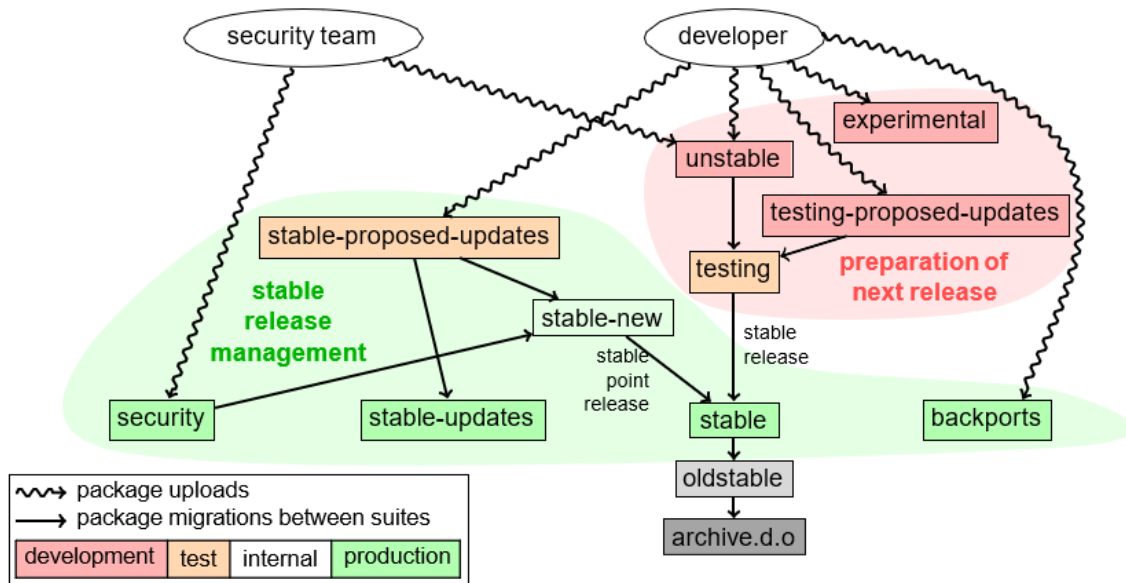 security team
developer
experimental
unstable
testing-proposed-updates
stable-proposed-updates
testing
preparation of
next release
stable
release
management
stable-new
stable
release
stable
point
release
security
stable-updates
stable
backports
oldstable
archive.d.o
package uploads
package migrations between suites
development test internal production